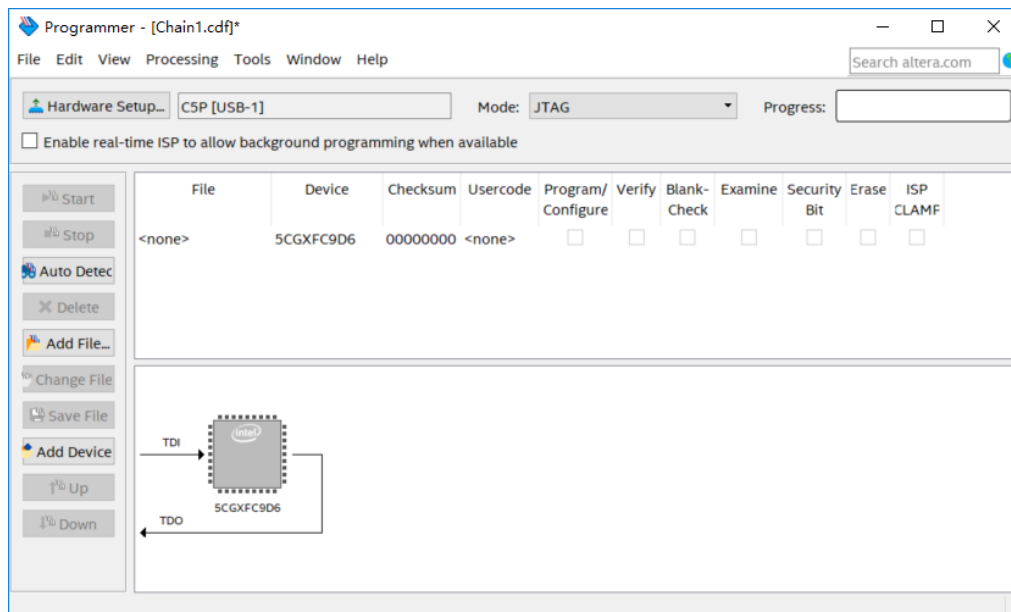 Programmer - [Chain1.cdf]*
File Edit View Processing Tools Window Help
Search altera.com
Hardware Setup... C5P [USB-1] Mode: JTAG Progress:
Enable real-time ISP to allow background programming when available
Start
Stop
Auto Detec
Delete
Add File...
Change File
Save File
Add Device
Up
Down
File Device Checksum Usercode Program/ Verify Blank- Examine Security Erase ISP
Configure Check Bit CLAMP
<none> 5CGXFC9D6 00000000 <none>
TDI
intel
5CGXFC9D6
TDO